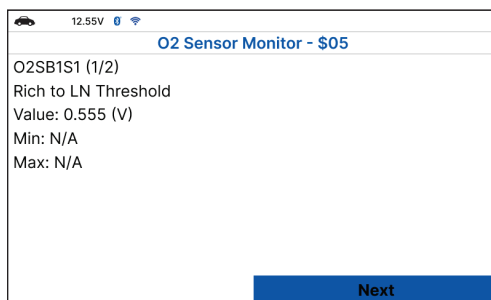 12.55V
O2 Sensor Monitor - $05
O2SB1S1 (1/2)
Rich to LN Threshold
Value: 0.555 (V)
Min: N/A
Max: N/A
Next